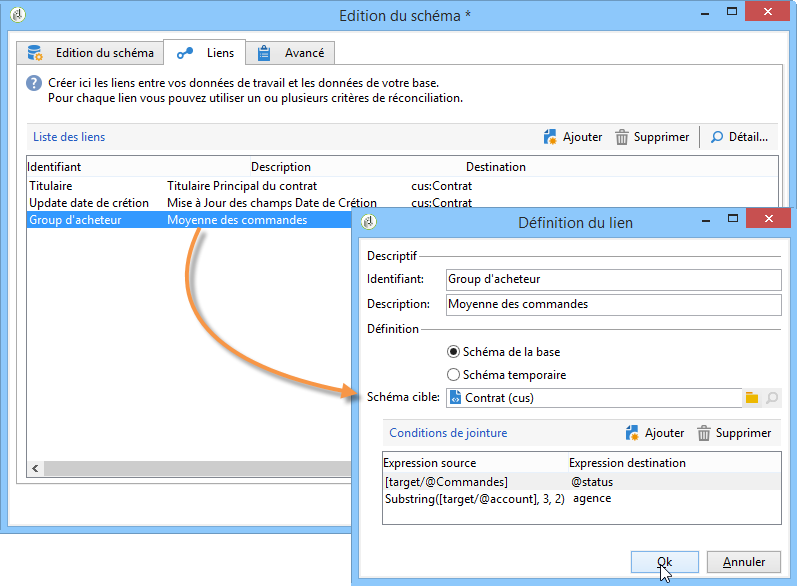 Edition du schéma *
Edition du schéma Liens Avancé
Créer ici les liens entre vos données de travail et les données de votre base.
Pour chaque lien vous pouvez utiliser un ou plusieurs critères de réconciliation.
Liste des liens Ajouter Supprimer Détail...
Identifiant Description Destination
Titulaire Titulaire Principal du contrat cus:Contrat
Update date de crétion Mise à Jour des champs Date de Crétion cus:Contrat
Group d'acheteur Moyenne des commandes
Définition du lien
Descriptif
Identifiant: Group d'acheteur
Description: Moyenne des commandes
Définition
Schéma de la base
Schéma temporaire
Schéma cible: Contrat (cus)
Conditions de jointure Ajouter Supprimer
Expression source Expression destination
[target/@Commandes] @status
Substring([target/@account], 3, 2) agence
Ok Annuler